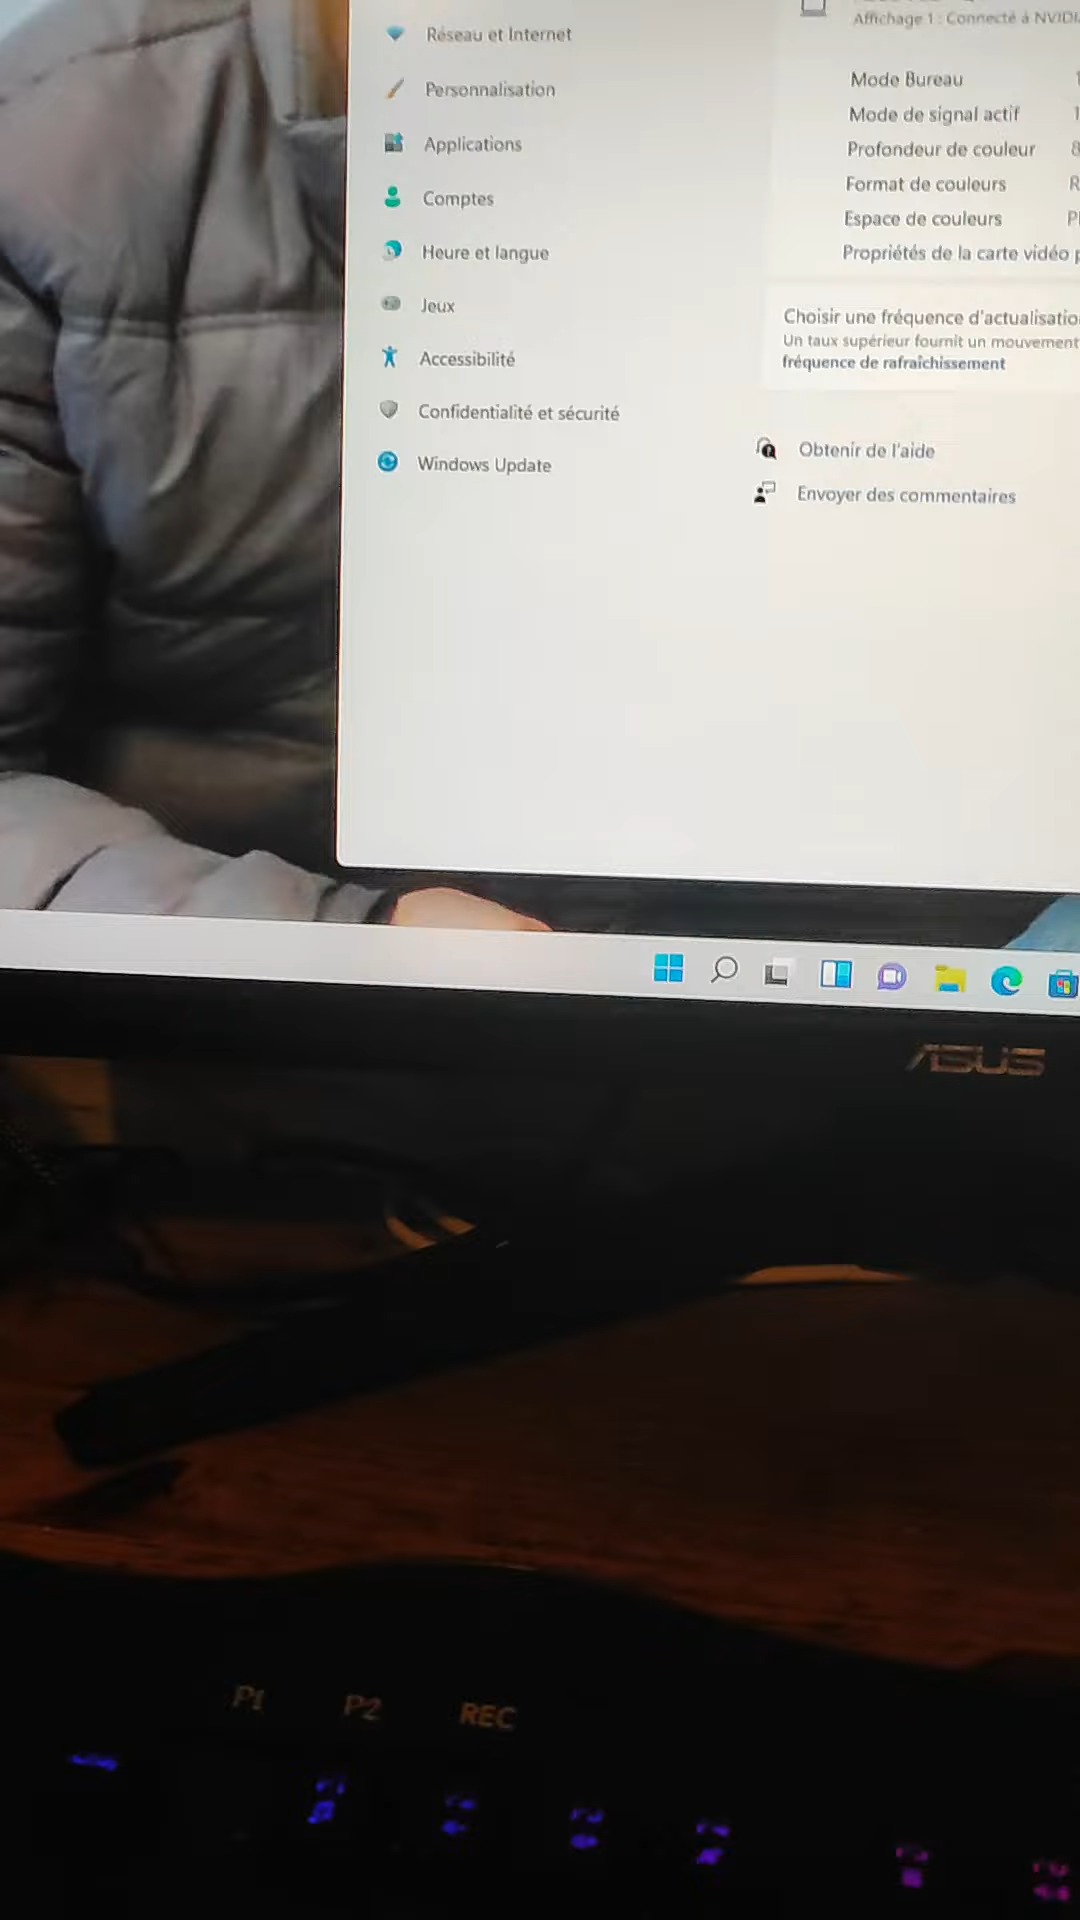 Réseau et Internet
Personnalisation
Applications
Comptes
Heure et langue
Jeux
Accessibilité
Confidentialité et sécurité
Windows Update
Affichage 1 : Connecté à NVIDI
Mode Bureau
Mode de signal actif
Profondeur de couleur 8
Format de couleurs R
Espace de couleurs
Propriétés de la carte vidéo p
Choisir une fréquence d'actualisatio
Un taux supérieur fournit un mouvement
fréquence de rafraîchissement
Obtenir de l'aide
Envoyer des commentaires
ASUS
P1 P2 REC